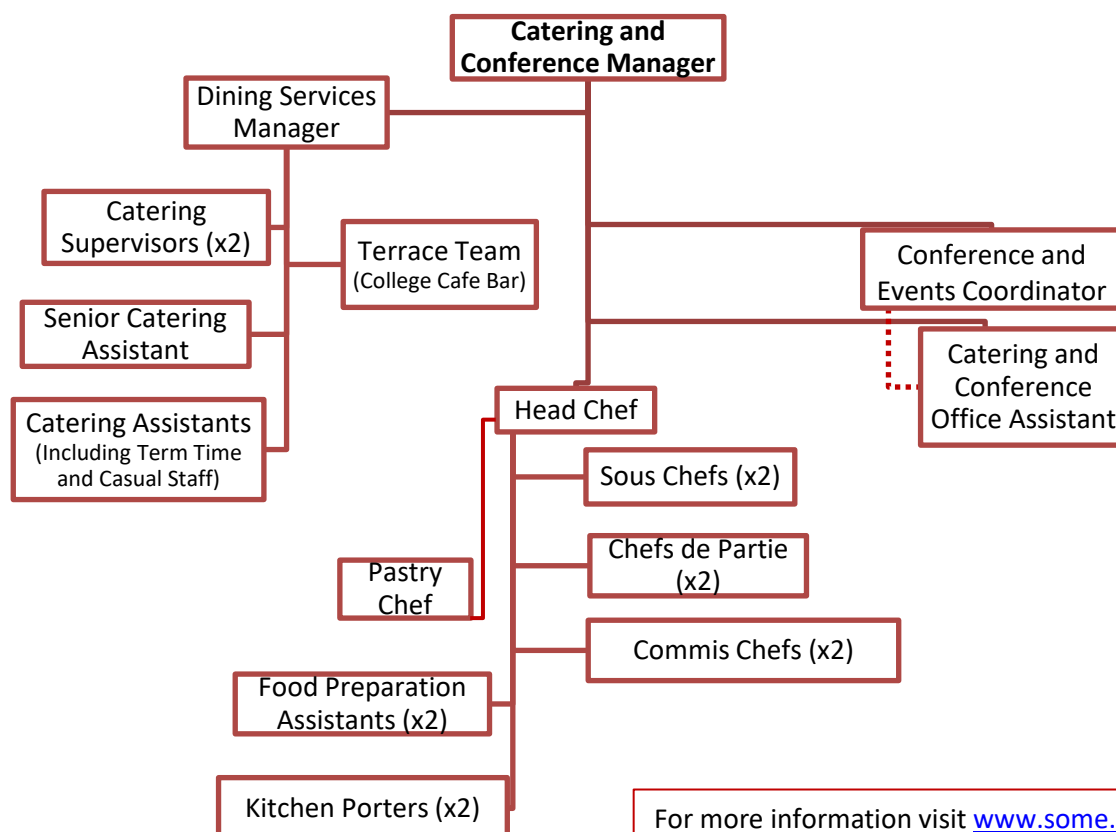 Catering and
Conference Manager
Dining Services
Manager
Catering
Supervisors (x2)
Terrace Team
(College Cafe Bar)
Conference and
Events Coordinator
Senior Catering
Assistant
Catering and
Conference
Office Assistant
Head Chef
Catering Assistants
(Including Term Time
and Casual Staff)
Sous Chefs (x2)
Chefs de Partie
(x2)
Pastry
Chef
Commis Chefs (x2)
Food Preparation
Assistants (x2)
Kitchen Porters (x2)
For more information visit www.some.